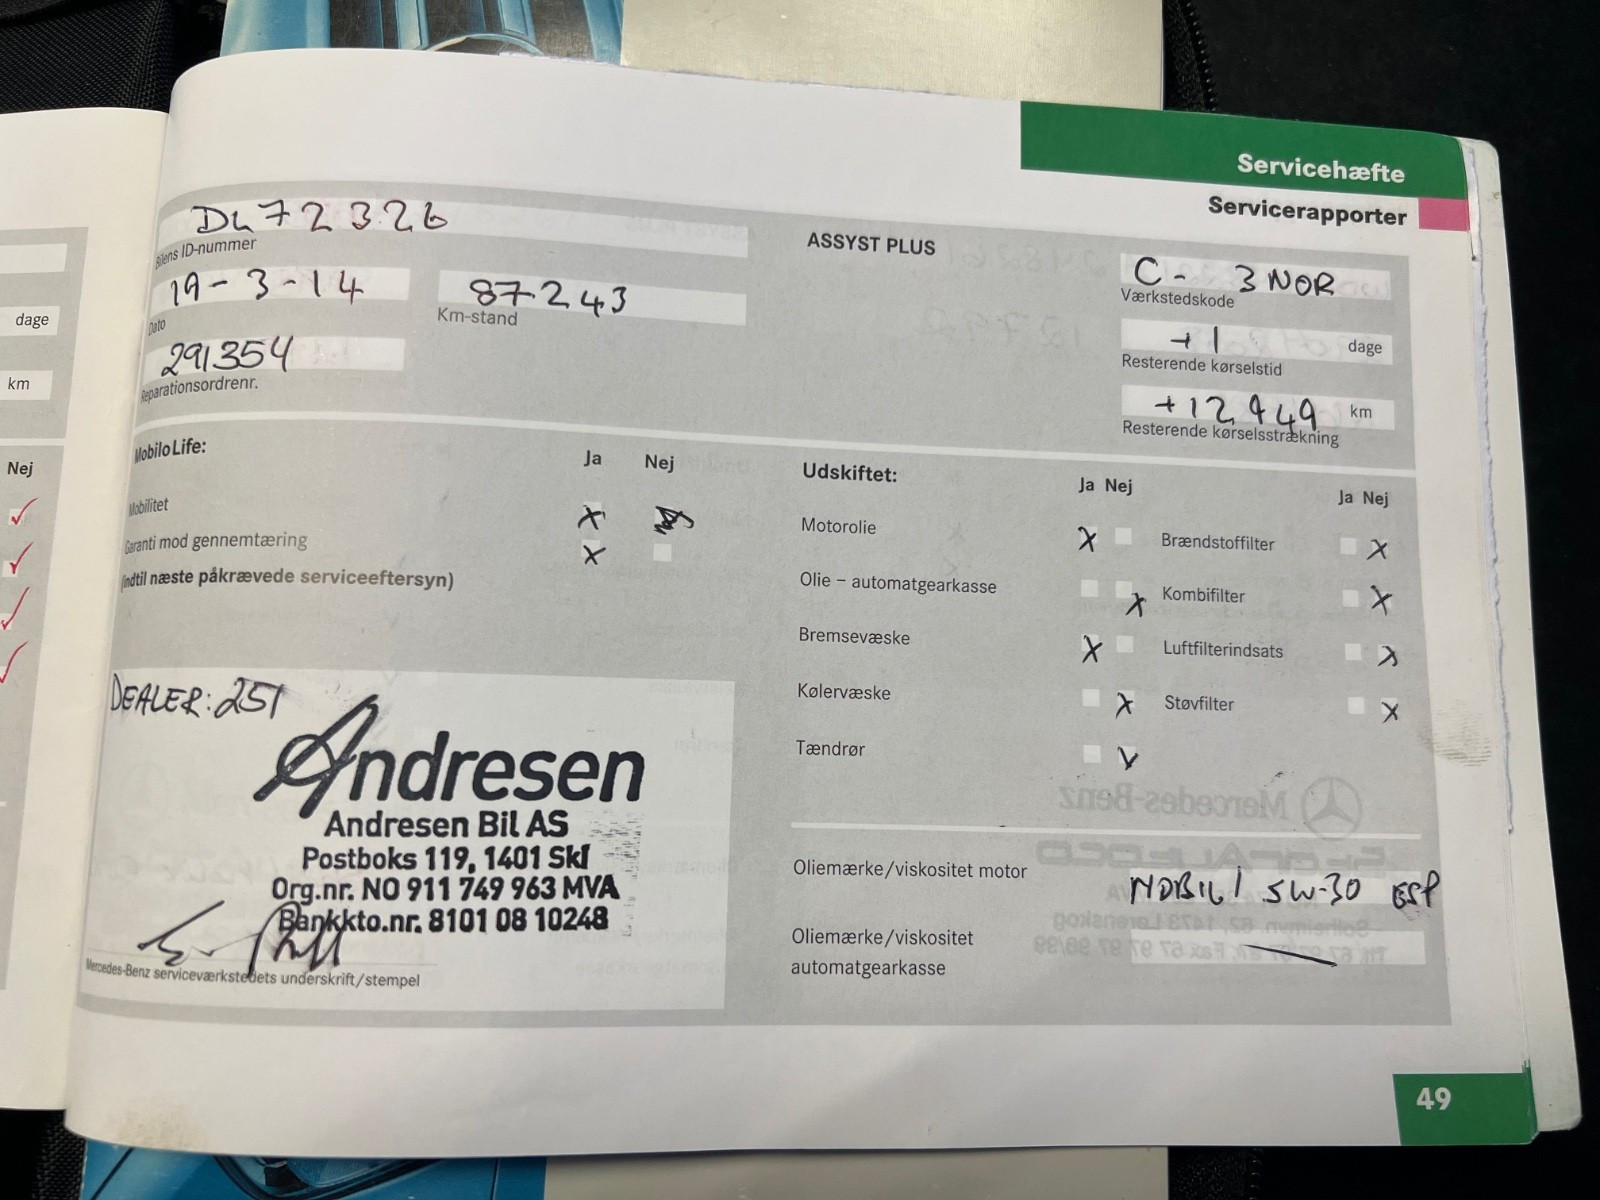 Servicehæfte
Servicerapporter
DL72326
Bilens ID-nummer
19-3-14
Dato
87243
Km-stand
291354
Reparationsordrenr.
ASSYST PLUS
C- 3 NOR
Værkstedskode
+1 dage
Resterende kørselstid
+12949 km
Resterende kørselsstrækning
dage
km
Nej
MobiloLife:
Ja Nej
Mobilitet
Garanti mod gennemtæring
(indtil næste påkrævede serviceeftersyn)
Udskiftet:
Ja Nej
Ja Nej
Motorolie
Brændstoffilter
Olie – automatgearkasse
Kombifilter
Bremsevæske
Luftfilterindsats
Kølervæske
Støvfilter
Tændrør
DEALER: 251
Andresen
Andresen Bil AS
Postboks 119, 1401 Ski
Org.nr. NO 911 749 963 MVA
Bankkto.nr. 8101 08 10248
Mercedes-Benz serviceværkstedets underskrift/stempel
Oliemærke/viskositet motor
MOBIL 1 5W-30 ESP
Oliemærke/viskositet
automatgearkasse
49